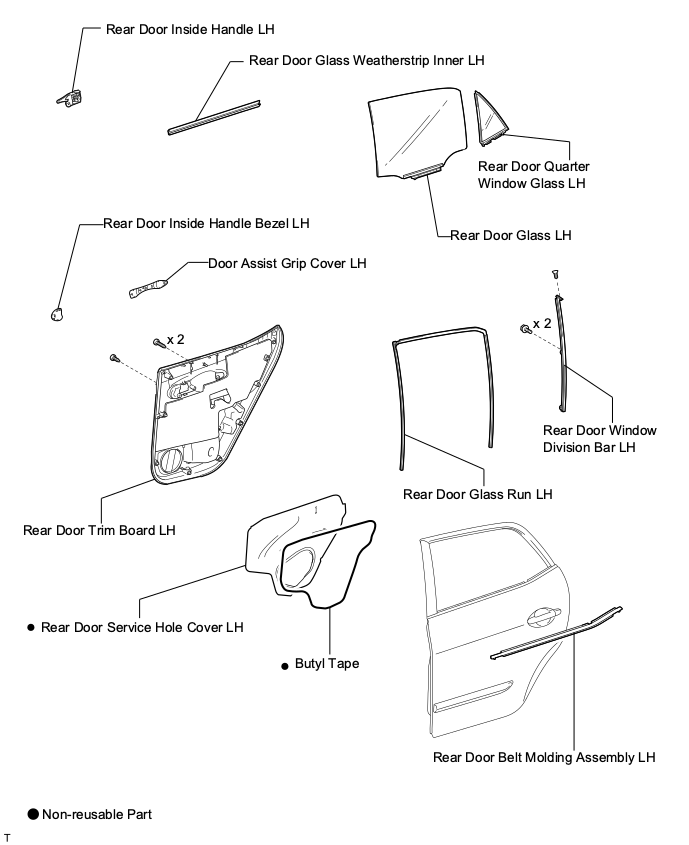 Rear Door Inside Handle LH
Rear Door Glass Weatherstrip Inner LH
Rear Door Quarter
Window Glass LH
Rear Door Inside Handle Bezel LH
Rear Door Glass LH
Door Assist Grip Cover LH
x 2
x 2
Rear Door Window
Division Bar LH
Rear Door Glass Run LH
Rear Door Trim Board LH
● Rear Door Service Hole Cover LH
● Butyl Tape
Rear Door Belt Molding Assembly LH
● Non-reusable Part
T